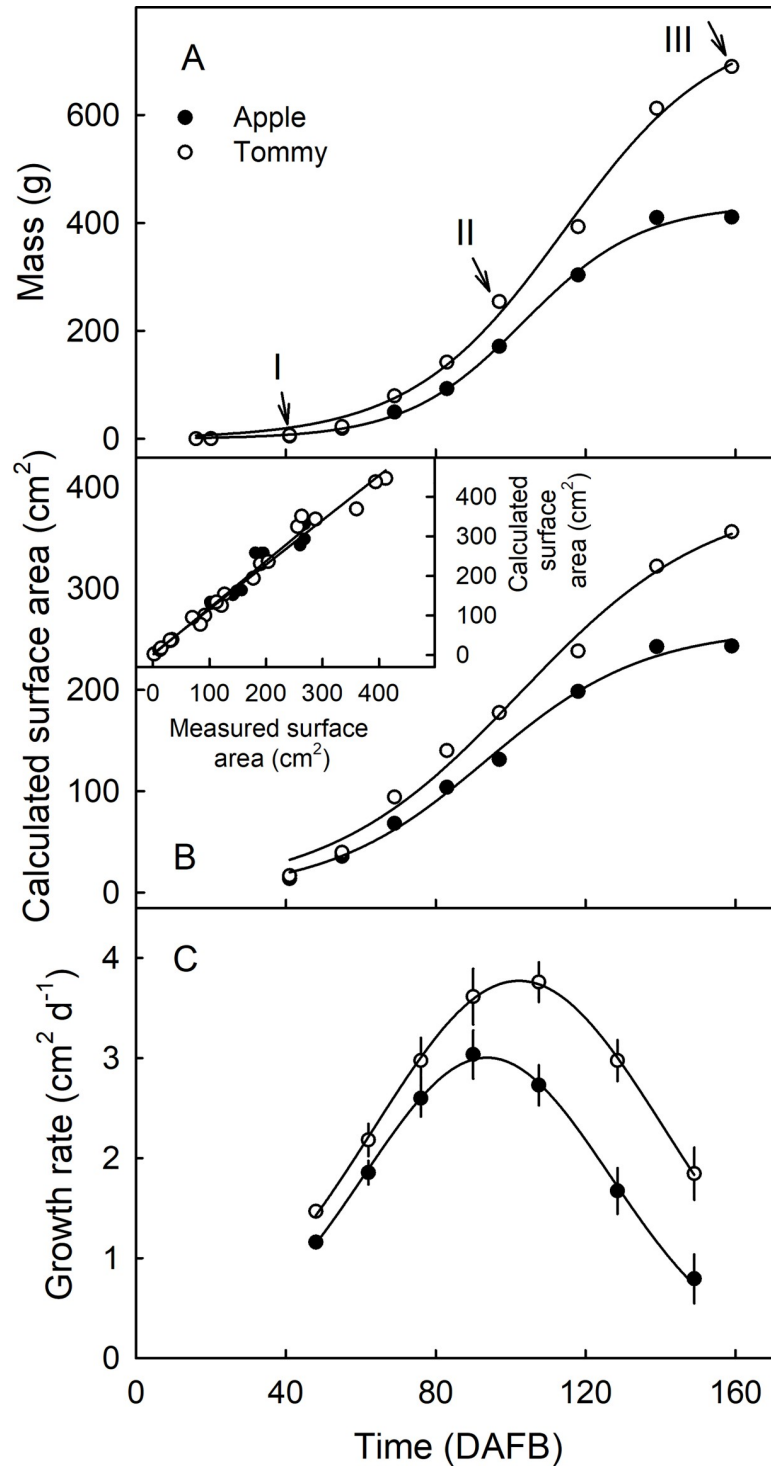 A
III
Apple
Tommy
II
I
Mass (g)
600
400
200
0
Calculated surface area (cm²)
400
300
200
100
0
B
Calculated
surface
area (cm²)
400
300
200
100
0
0 100 200 300 400
Measured surface
area (cm²)
C
Growth rate (cm² d⁻¹)
4
3
2
1
0
0 40 80 120 160
Time (DAFB)